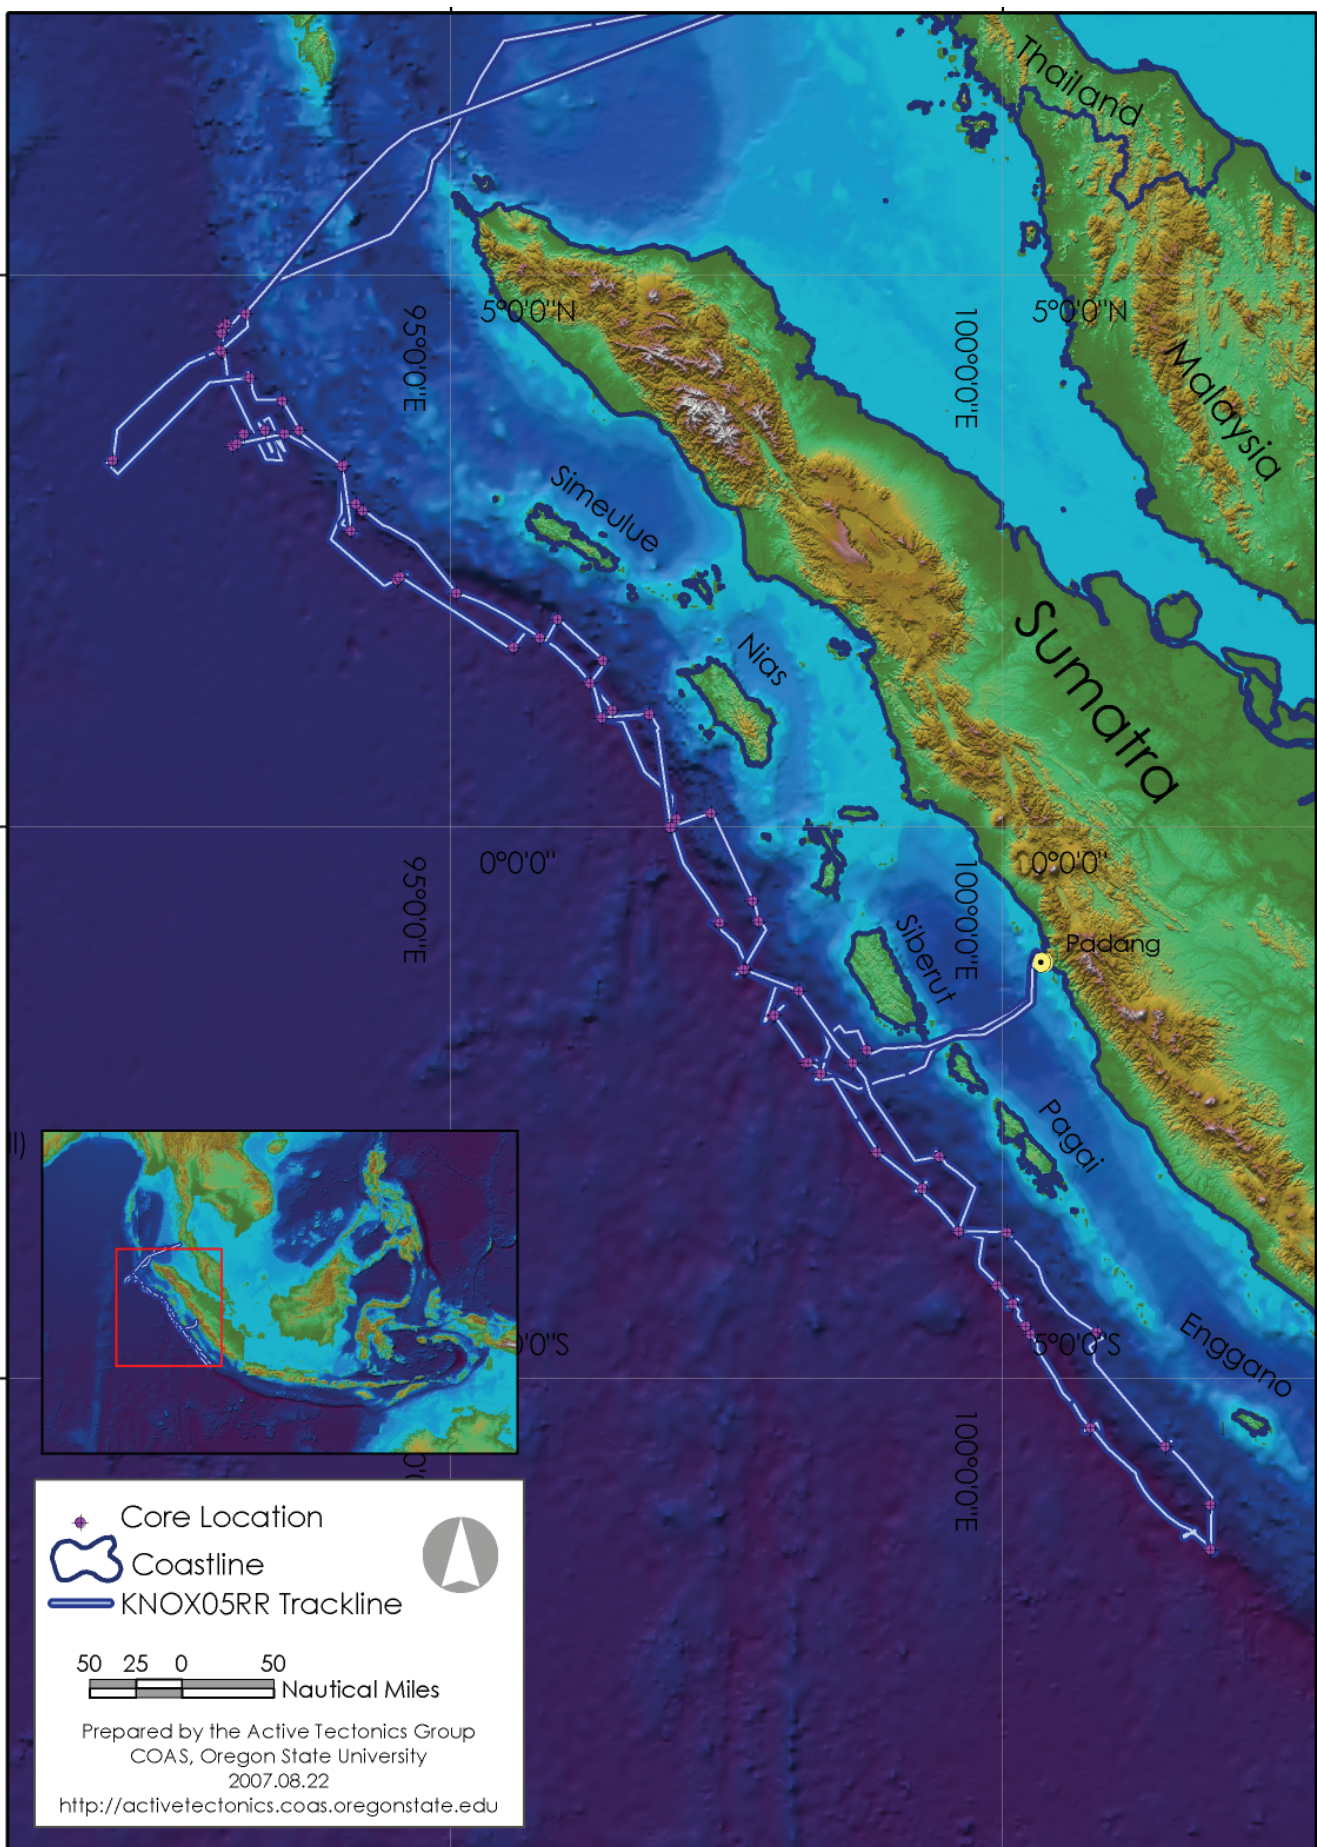 Thailand
5°0'0"N
5°0'0"N
95°0'0"E
100°0'0"E
Malaysia
Simeulue
Sumatra
Nias
0°0'0"
0°0'0"
95°0'0"E
100°0'0"E
Siberut
Padang
Pagai
0'0"S
5°0'0"S
Enggano
100°0'0"E
Core Location
Coastline
KNOX05RR Trackline
50 25 0 50
Nautical Miles
Prepared by the Active Tectonics Group
COAS, Oregon State University
2007.08.22
http://activetectonics.coas.oregonstate.edu